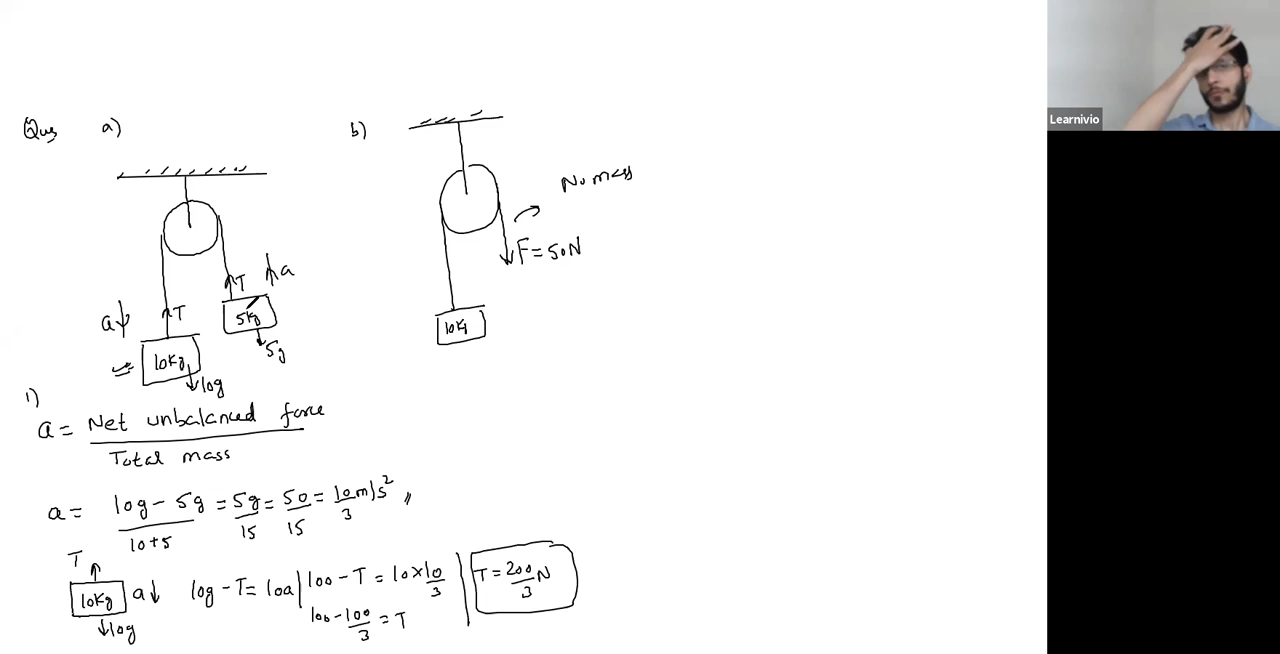 Ques a) b)
No mass
F = 50N
a T T a
10Kg 5Kg 10Kg
10g 5g
1)
a = Net unbalanced force
Total mass
a = 10g - 5g = 5g = 50 = 10 m/s²
10+5 15 15 3
T
10Kg a 10g - T = 10a 100 - T = 10 × 10/3 T = 200/3 N
10g 100 - 100/3 = T
Learnivio